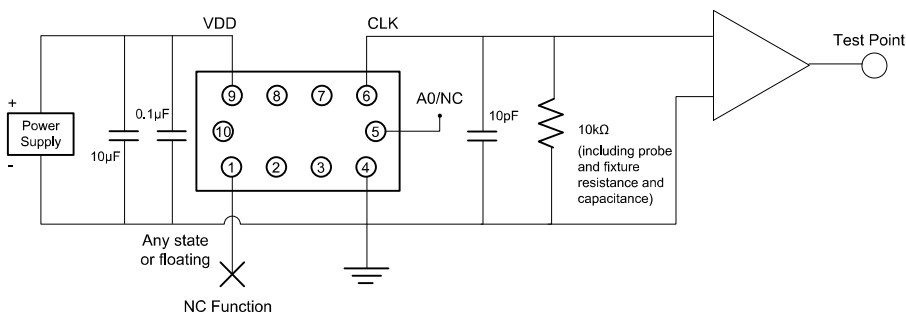 VDD
CLK
Test Point
+
Power
Supply
-
10µF
0.1µF
9
8
7
6
10
5
1
2
3
4
A0/NC
10pF
10kΩ
(including probe
and fixture
resistance and
capacitance)
Any state
or floating
NC Function